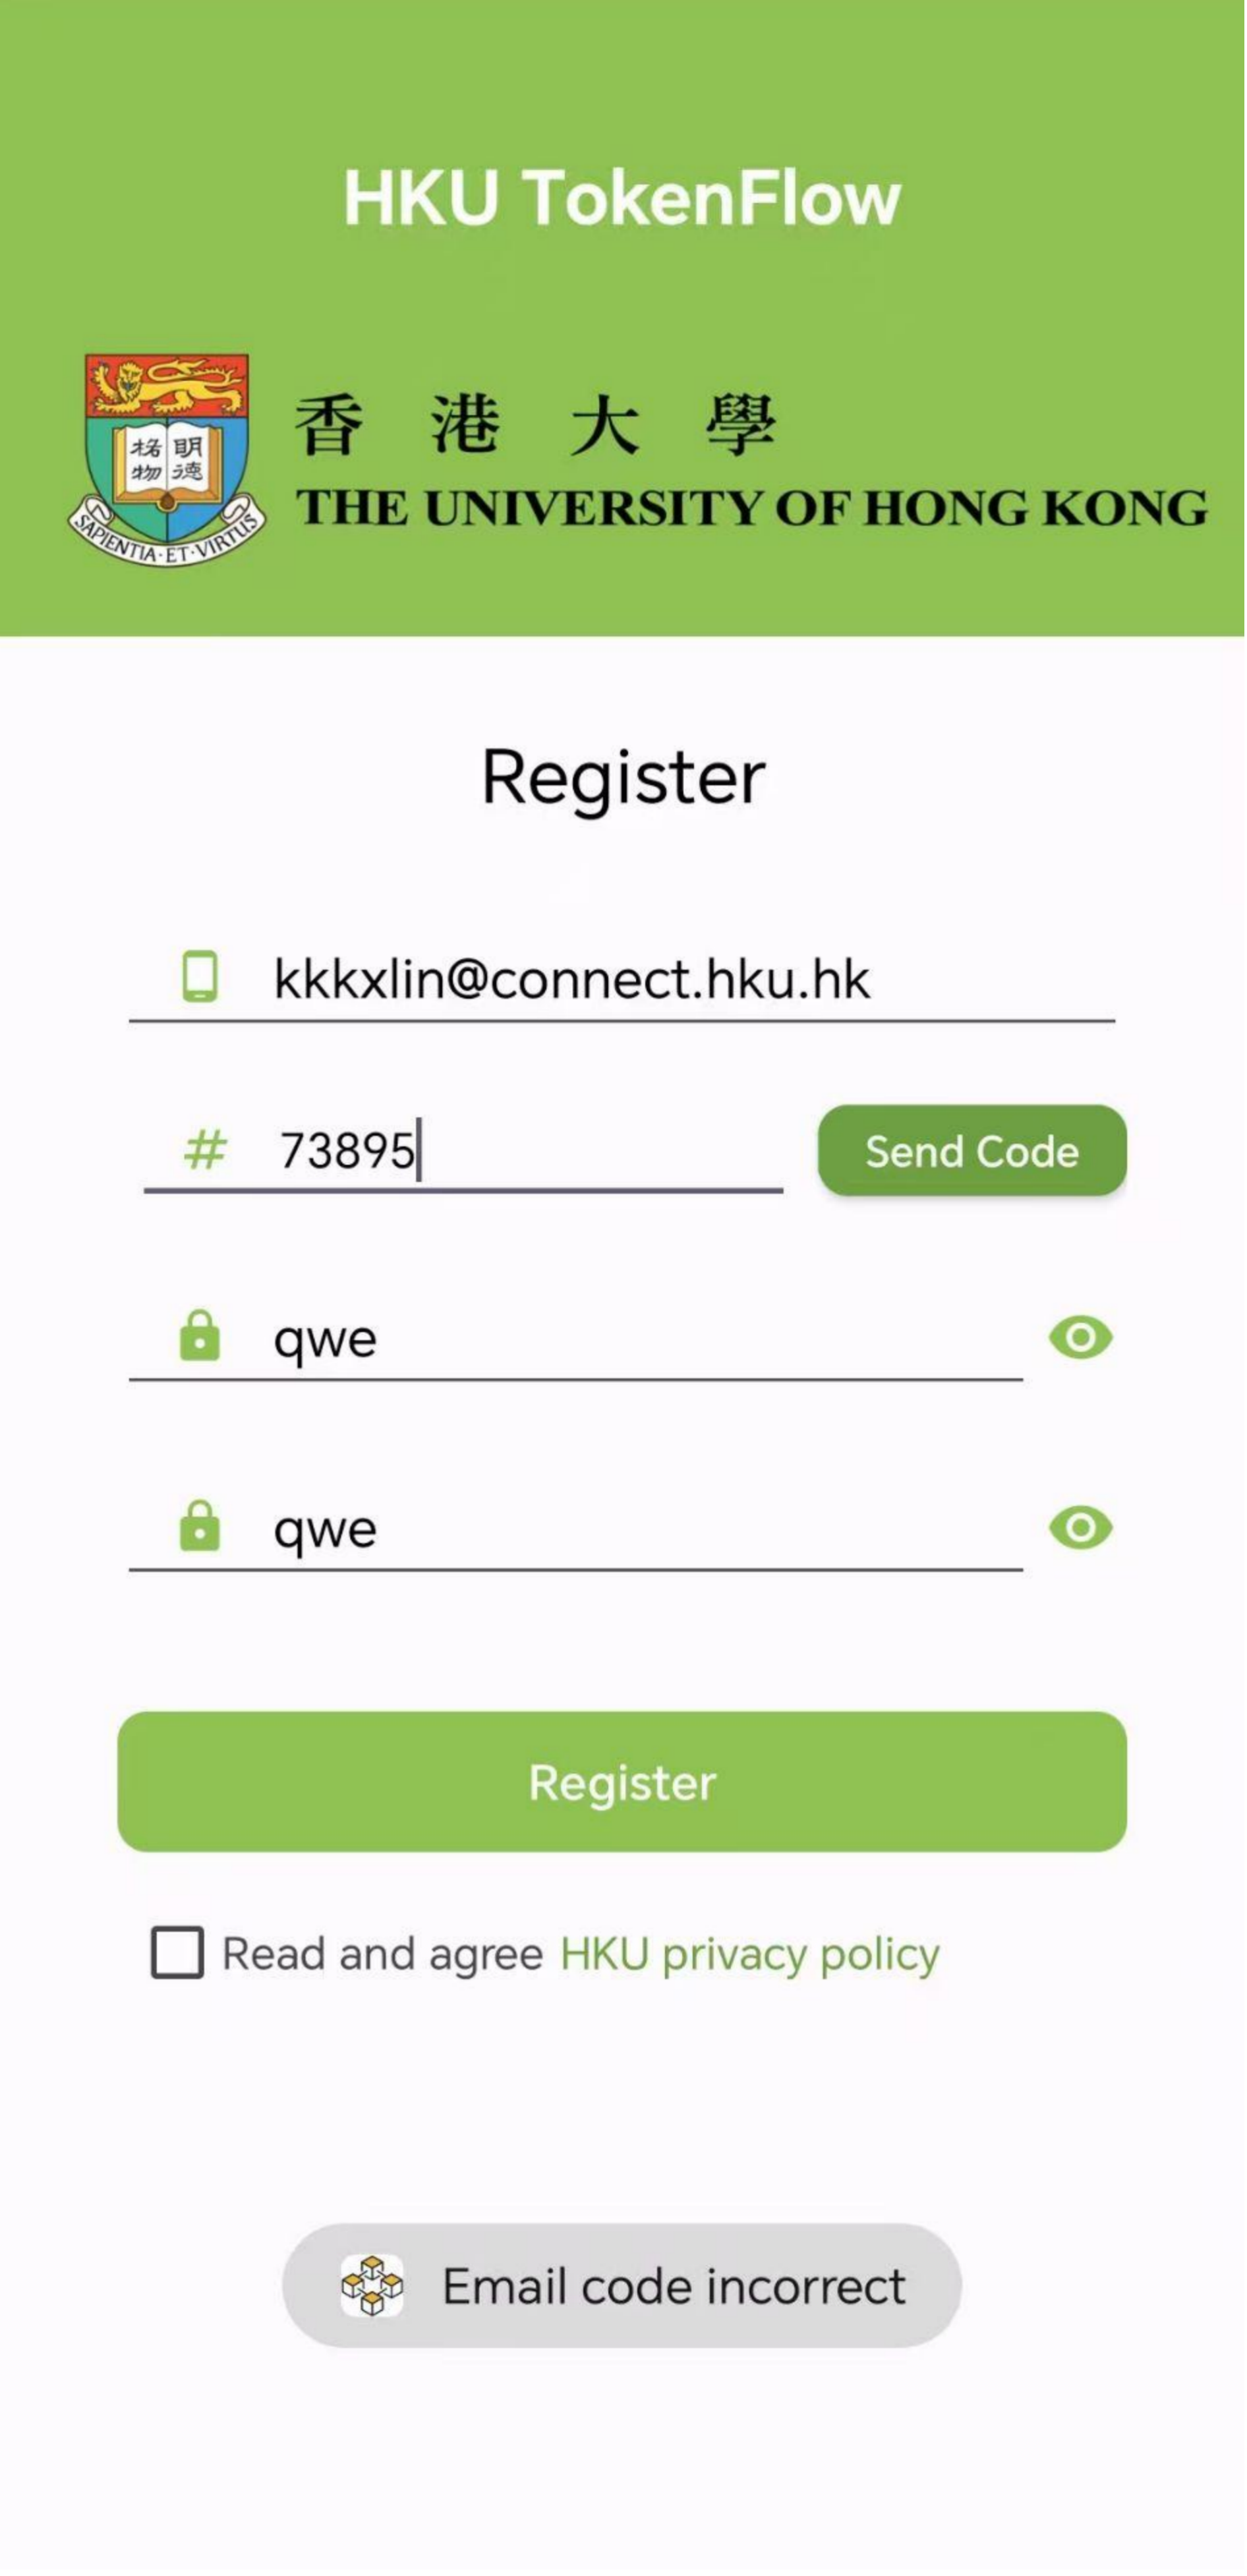 HKU TokenFlow
香港大學
THE UNIVERSITY OF HONG KONG
明德
格物
SAPIENTIA·ET·VIRTUS
Register
kkkxlin@connect.hku.hk
# 73895 Send Code
qwe
qwe
Register
Read and agree HKU privacy policy
Email code incorrect